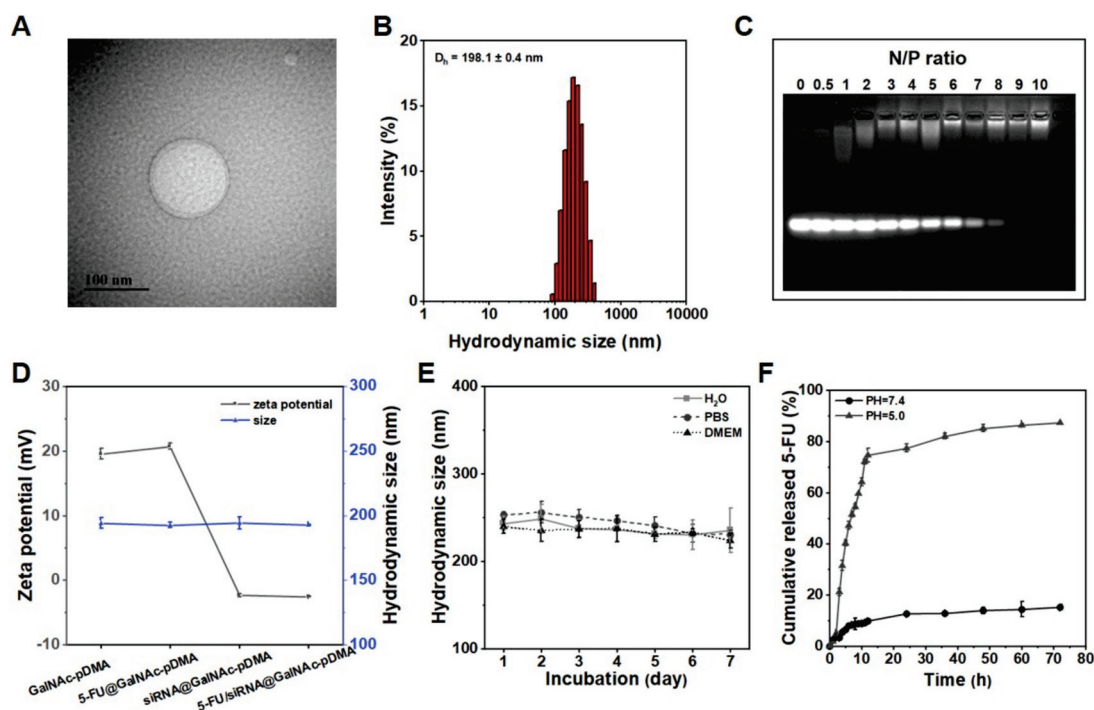 A
100 nm
B
Dh = 198.1 ± 0.4 nm
20
15
10
5
0
Intensity (%)
1 10 100 1000 10000
Hydrodynamic size (nm)
C
N/P ratio
0 0.5 1 2 3 4 5 6 7 8 9 10
D
30
20
10
0
-10
Zeta potential (mV)
zeta potential
size
300
250
200
150
100
Hydrodynamic size (nm)
GalNAc-pDMA
5-FU@GalNAc-pDMA
siRNA@GalNAc-pDMA
5-FU/siRNA@GalNAc-pDMA
E
400
300
200
100
Hydrodynamic size (nm)
H₂O
PBS
DMEM
1 2 3 4 5 6 7
Incubation (day)
F
100
80
60
40
20
0
Cumulative released 5-FU (%)
PH=7.4
PH=5.0
0 10 20 30 40 50 60 70 80
Time (h)